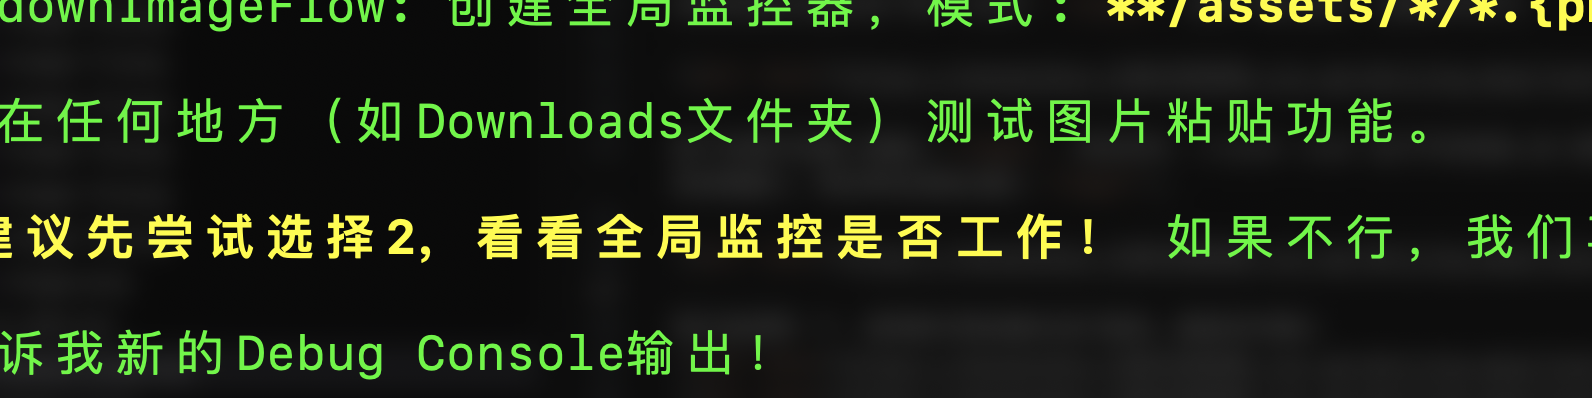 downImageFlow: 创建全局监控器, 模式: **/assets/*/*.{p
在任何地方（如Downloads文件夹）测试图片粘贴功能。
建议先尝试选择2, 看看全局监控是否工作！ 如果不行, 我们
诉我新的Debug Console输出！